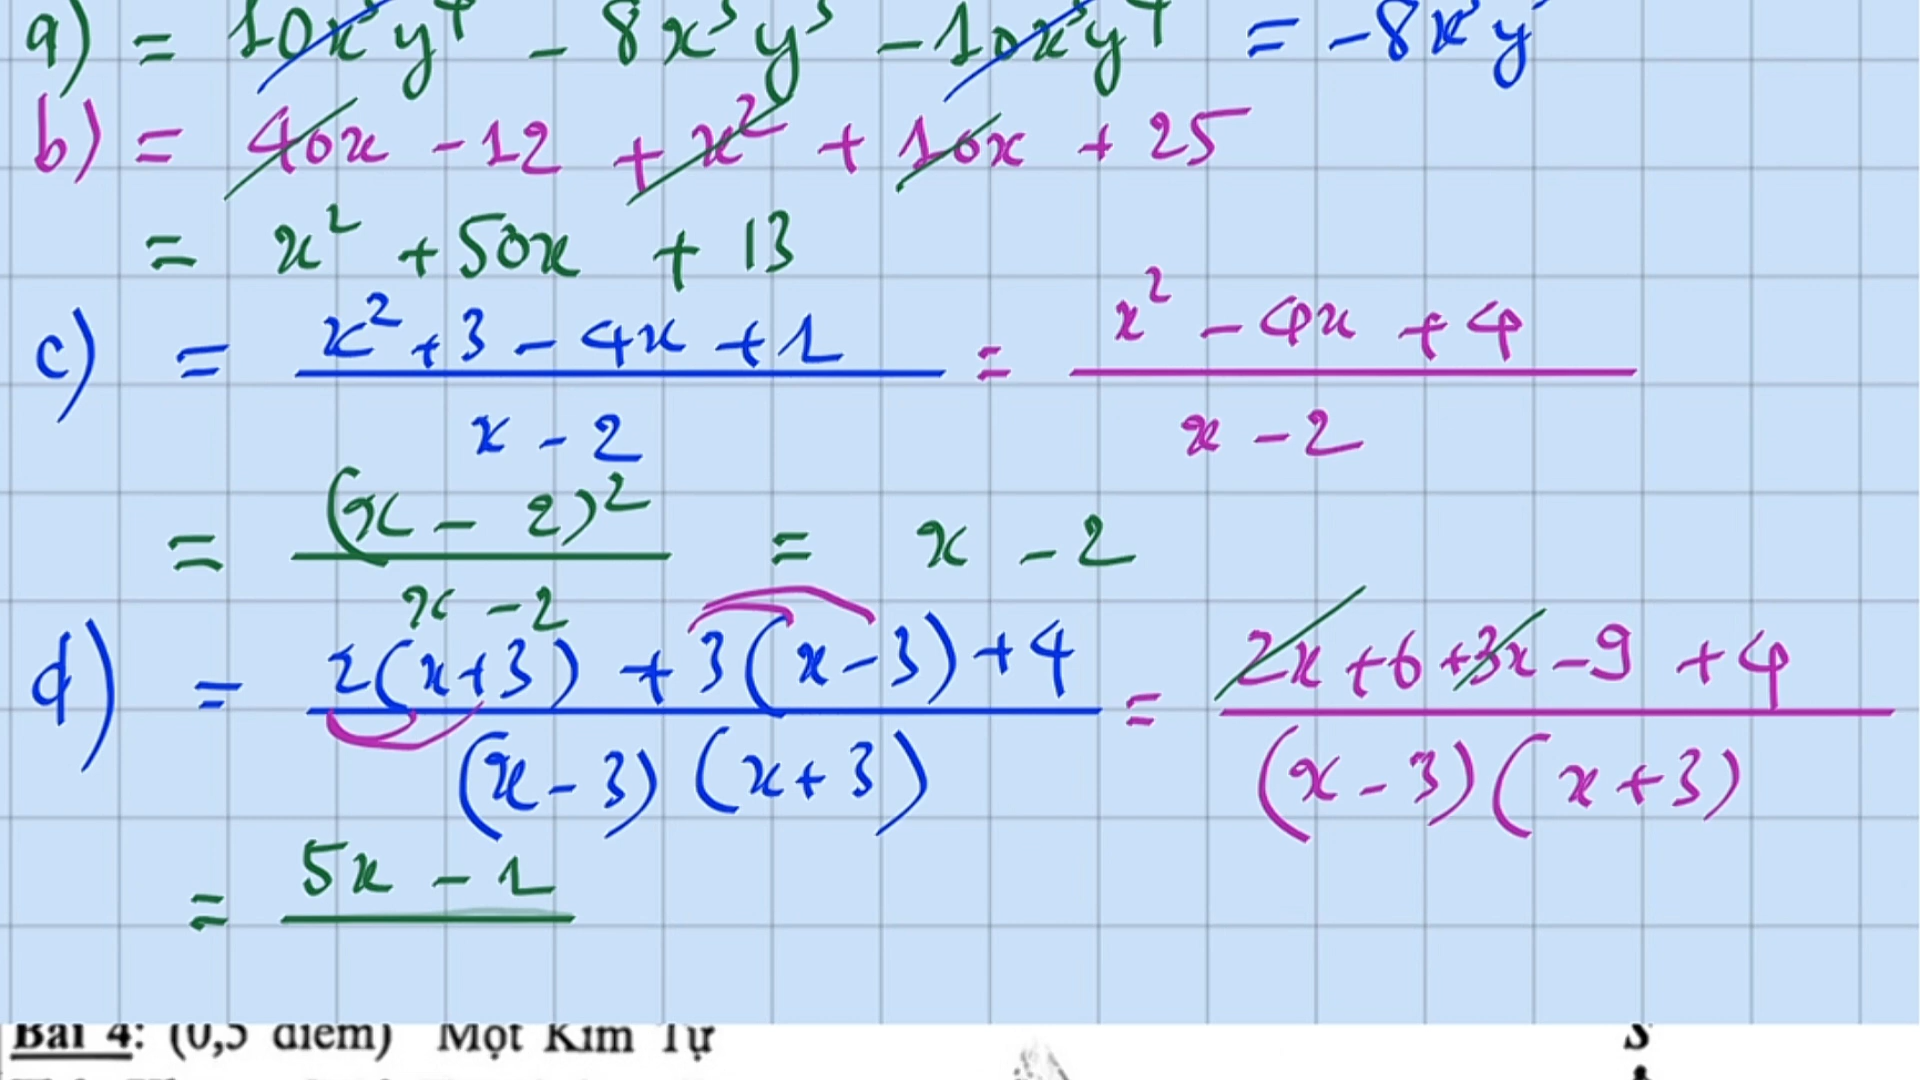 a) = 10x³y⁴ - 8x³y³ - 10x³y⁴ = -8x³y
b) = 40x - 12 + x² + 10x + 25
= x² + 50x + 13
c) = (x² + 3 - 4x + 1)/(x - 2) = (x² - 4x + 4)/(x - 2)
= (x - 2)²/(x - 2) = x - 2
d) = (2(x+3) + 3(x-3) + 4)/((x-3)(x+3)) = (2x + 6 + 3x - 9 + 4)/((x-3)(x+3))
= 5x - 1
Bài 4: (0,5 điểm) Một Kim Tự
S